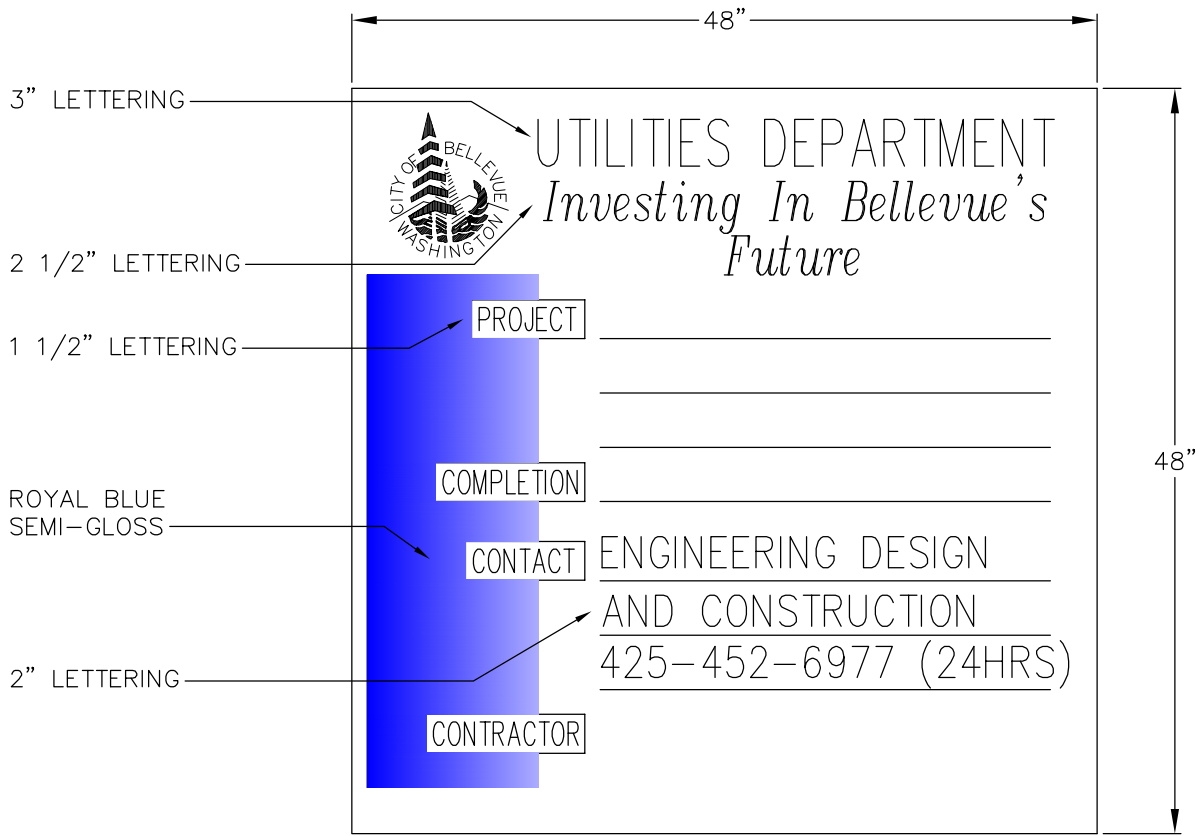 48"
3" LETTERING
UTILITIES DEPARTMENT
CITY OF BELLEVUE
WASHINGTON
Investing In Bellevue's
Future
2 1/2" LETTERING
PROJECT
1 1/2" LETTERING
48"
COMPLETION
ROYAL BLUE
SEMI-GLOSS
CONTACT
ENGINEERING DESIGN
AND CONSTRUCTION
425-452-6977 (24HRS)
2" LETTERING
CONTRACTOR